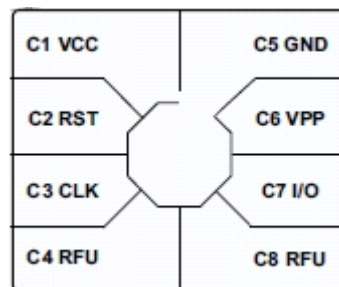 C1 VCC
C5 GND
C2 RST
C6 VPP
C3 CLK
C7 I/O
C4 RFU
C8 RFU